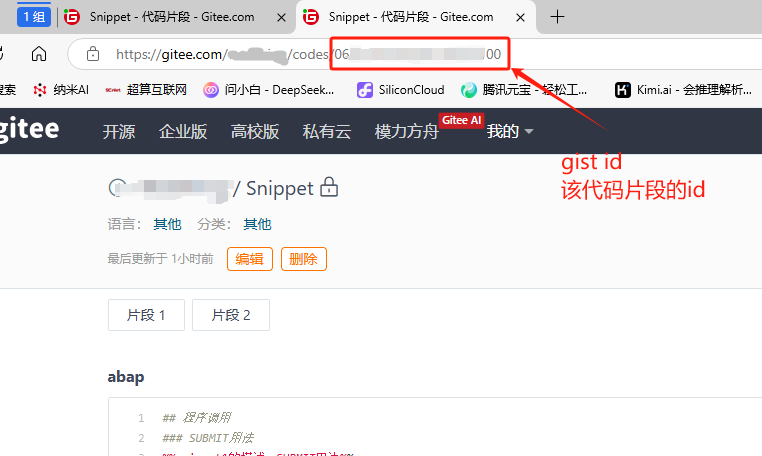 1 组
Snippet - 代码片段 - Gitee.com
Snippet - 代码片段 - Gitee.com
https://gitee.com/ /codes/06 00
搜索 纳米AI 超算互联网 问小白 - DeepSeek... SiliconCloud 腾讯元宝 - 轻松工... Kimi.ai - 会推理解析...
gitee 开源 企业版 高校版 私有云 模力方舟 Gitee AI 我的
gist id
该代码片段的id
/ Snippet
语言： 其他 分类： 其他
最后更新于 1小时前 编辑 删除
片段 1 片段 2
abap
1 ## 程序调用
2 ### SUBMIT用法